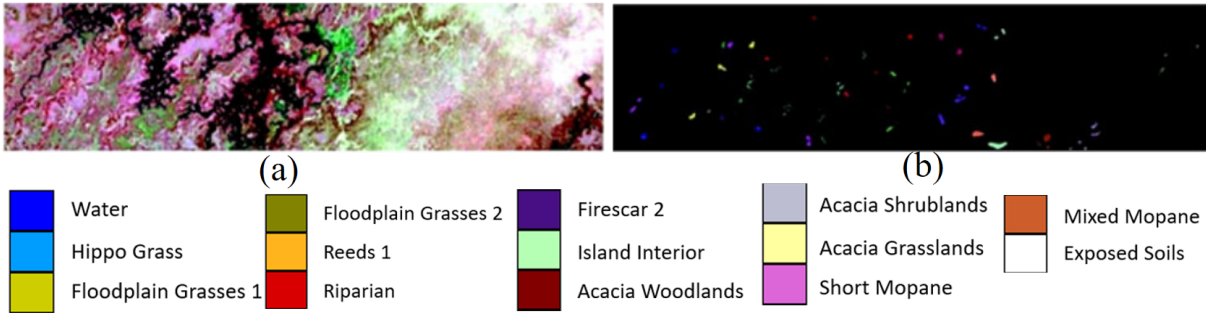 (a)
(b)
Water
Hippo Grass
Floodplain Grasses 1
Floodplain Grasses 2
Reeds 1
Riparian
Firescar 2
Island Interior
Acacia Woodlands
Acacia Shrublands
Acacia Grasslands
Short Mopane
Mixed Mopane
Exposed Soils